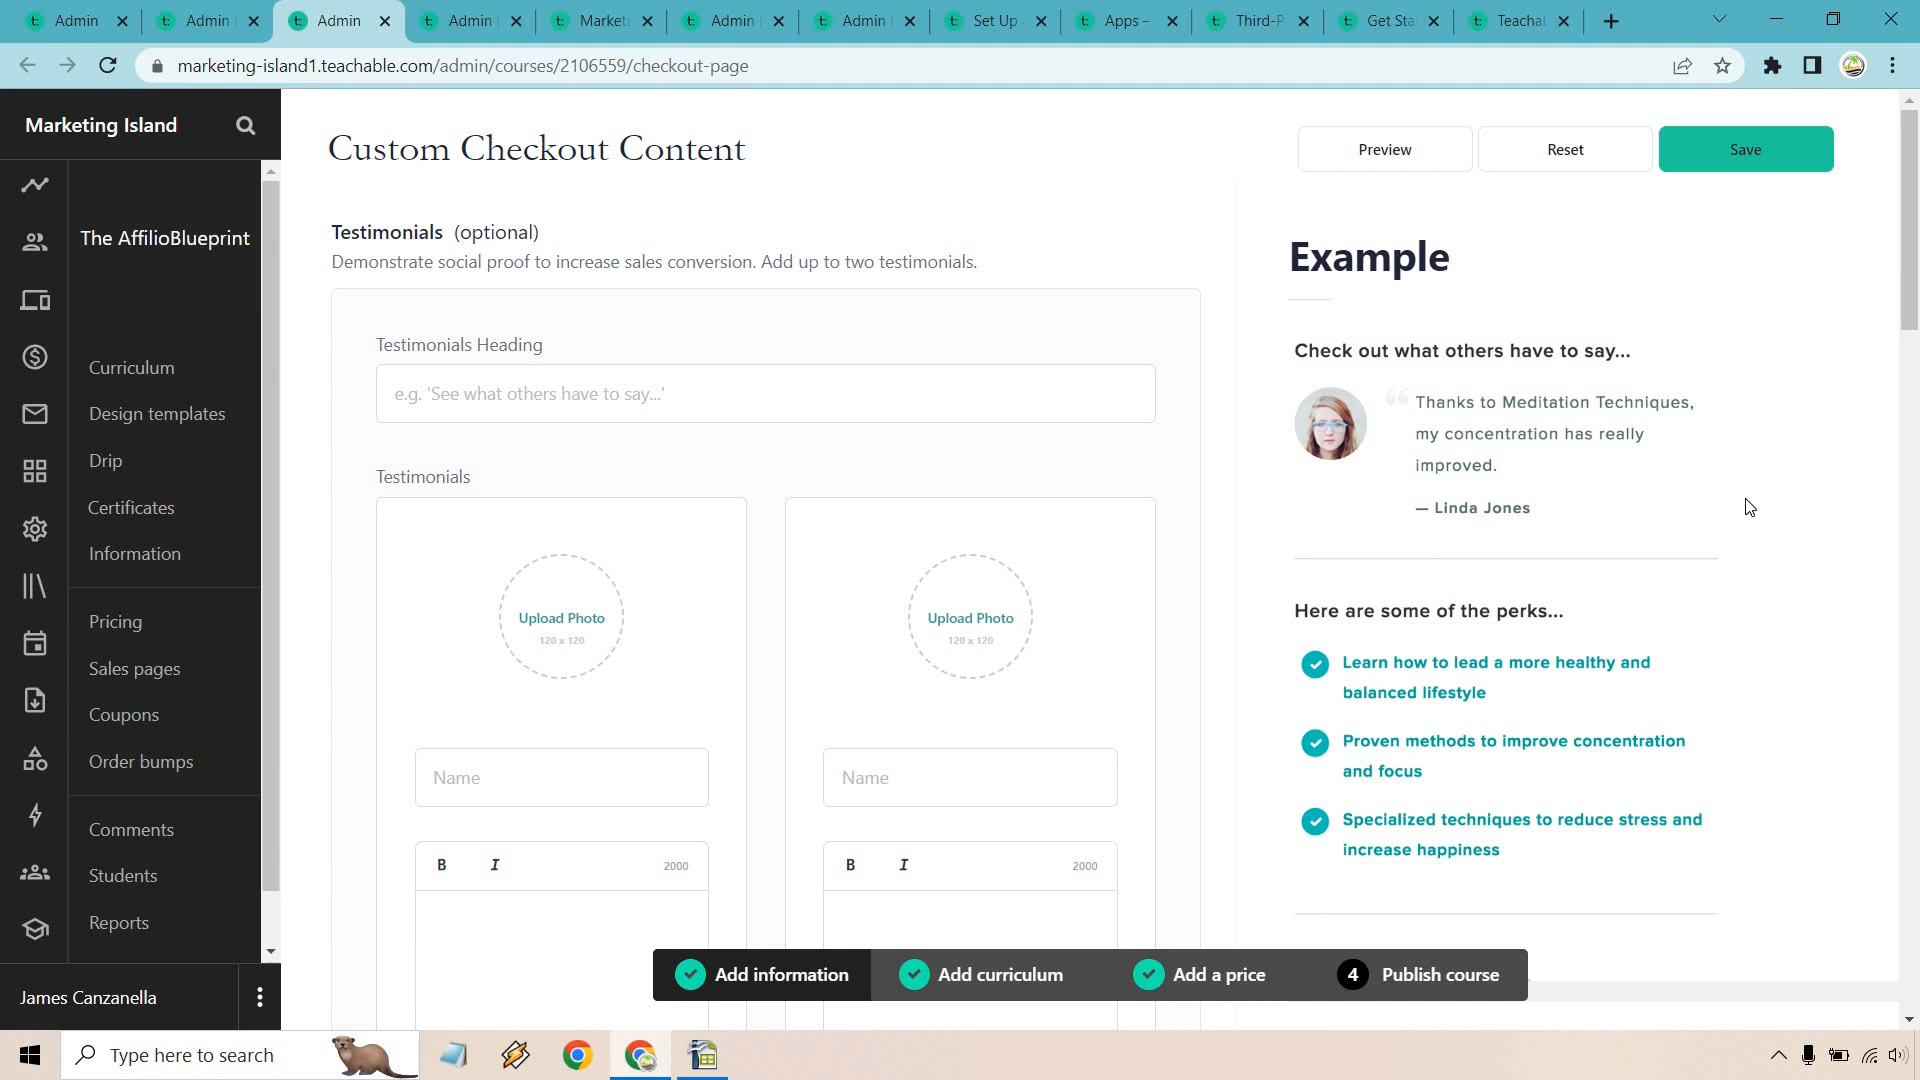 Admin
Admin
Admin
Admin
Market
Admin
Admin
Set Up
Apps –
Third-P
Get Sta
Teachal
marketing-island1.teachable.com/admin/courses/2106559/checkout-page
Marketing Island
Custom Checkout Content
Preview
Reset
Save
The AffilioBlueprint
Curriculum
Design templates
Drip
Certificates
Information
Pricing
Sales pages
Coupons
Order bumps
Comments
Students
Reports
James Canzanella
Testimonials (optional)
Demonstrate social proof to increase sales conversion. Add up to two testimonials.
Testimonials Heading
e.g. 'See what others have to say...'
Testimonials
Upload Photo
120 x 120
Upload Photo
120 x 120
Name
Name
B I 2000
B I 2000
Example
Check out what others have to say...
“ Thanks to Meditation Techniques,
my concentration has really
improved.
— Linda Jones
Here are some of the perks...
Learn how to lead a more healthy and
balanced lifestyle
Proven methods to improve concentration
and focus
Specialized techniques to reduce stress and
increase happiness
Add information
Add curriculum
Add a price
4 Publish course
Type here to search